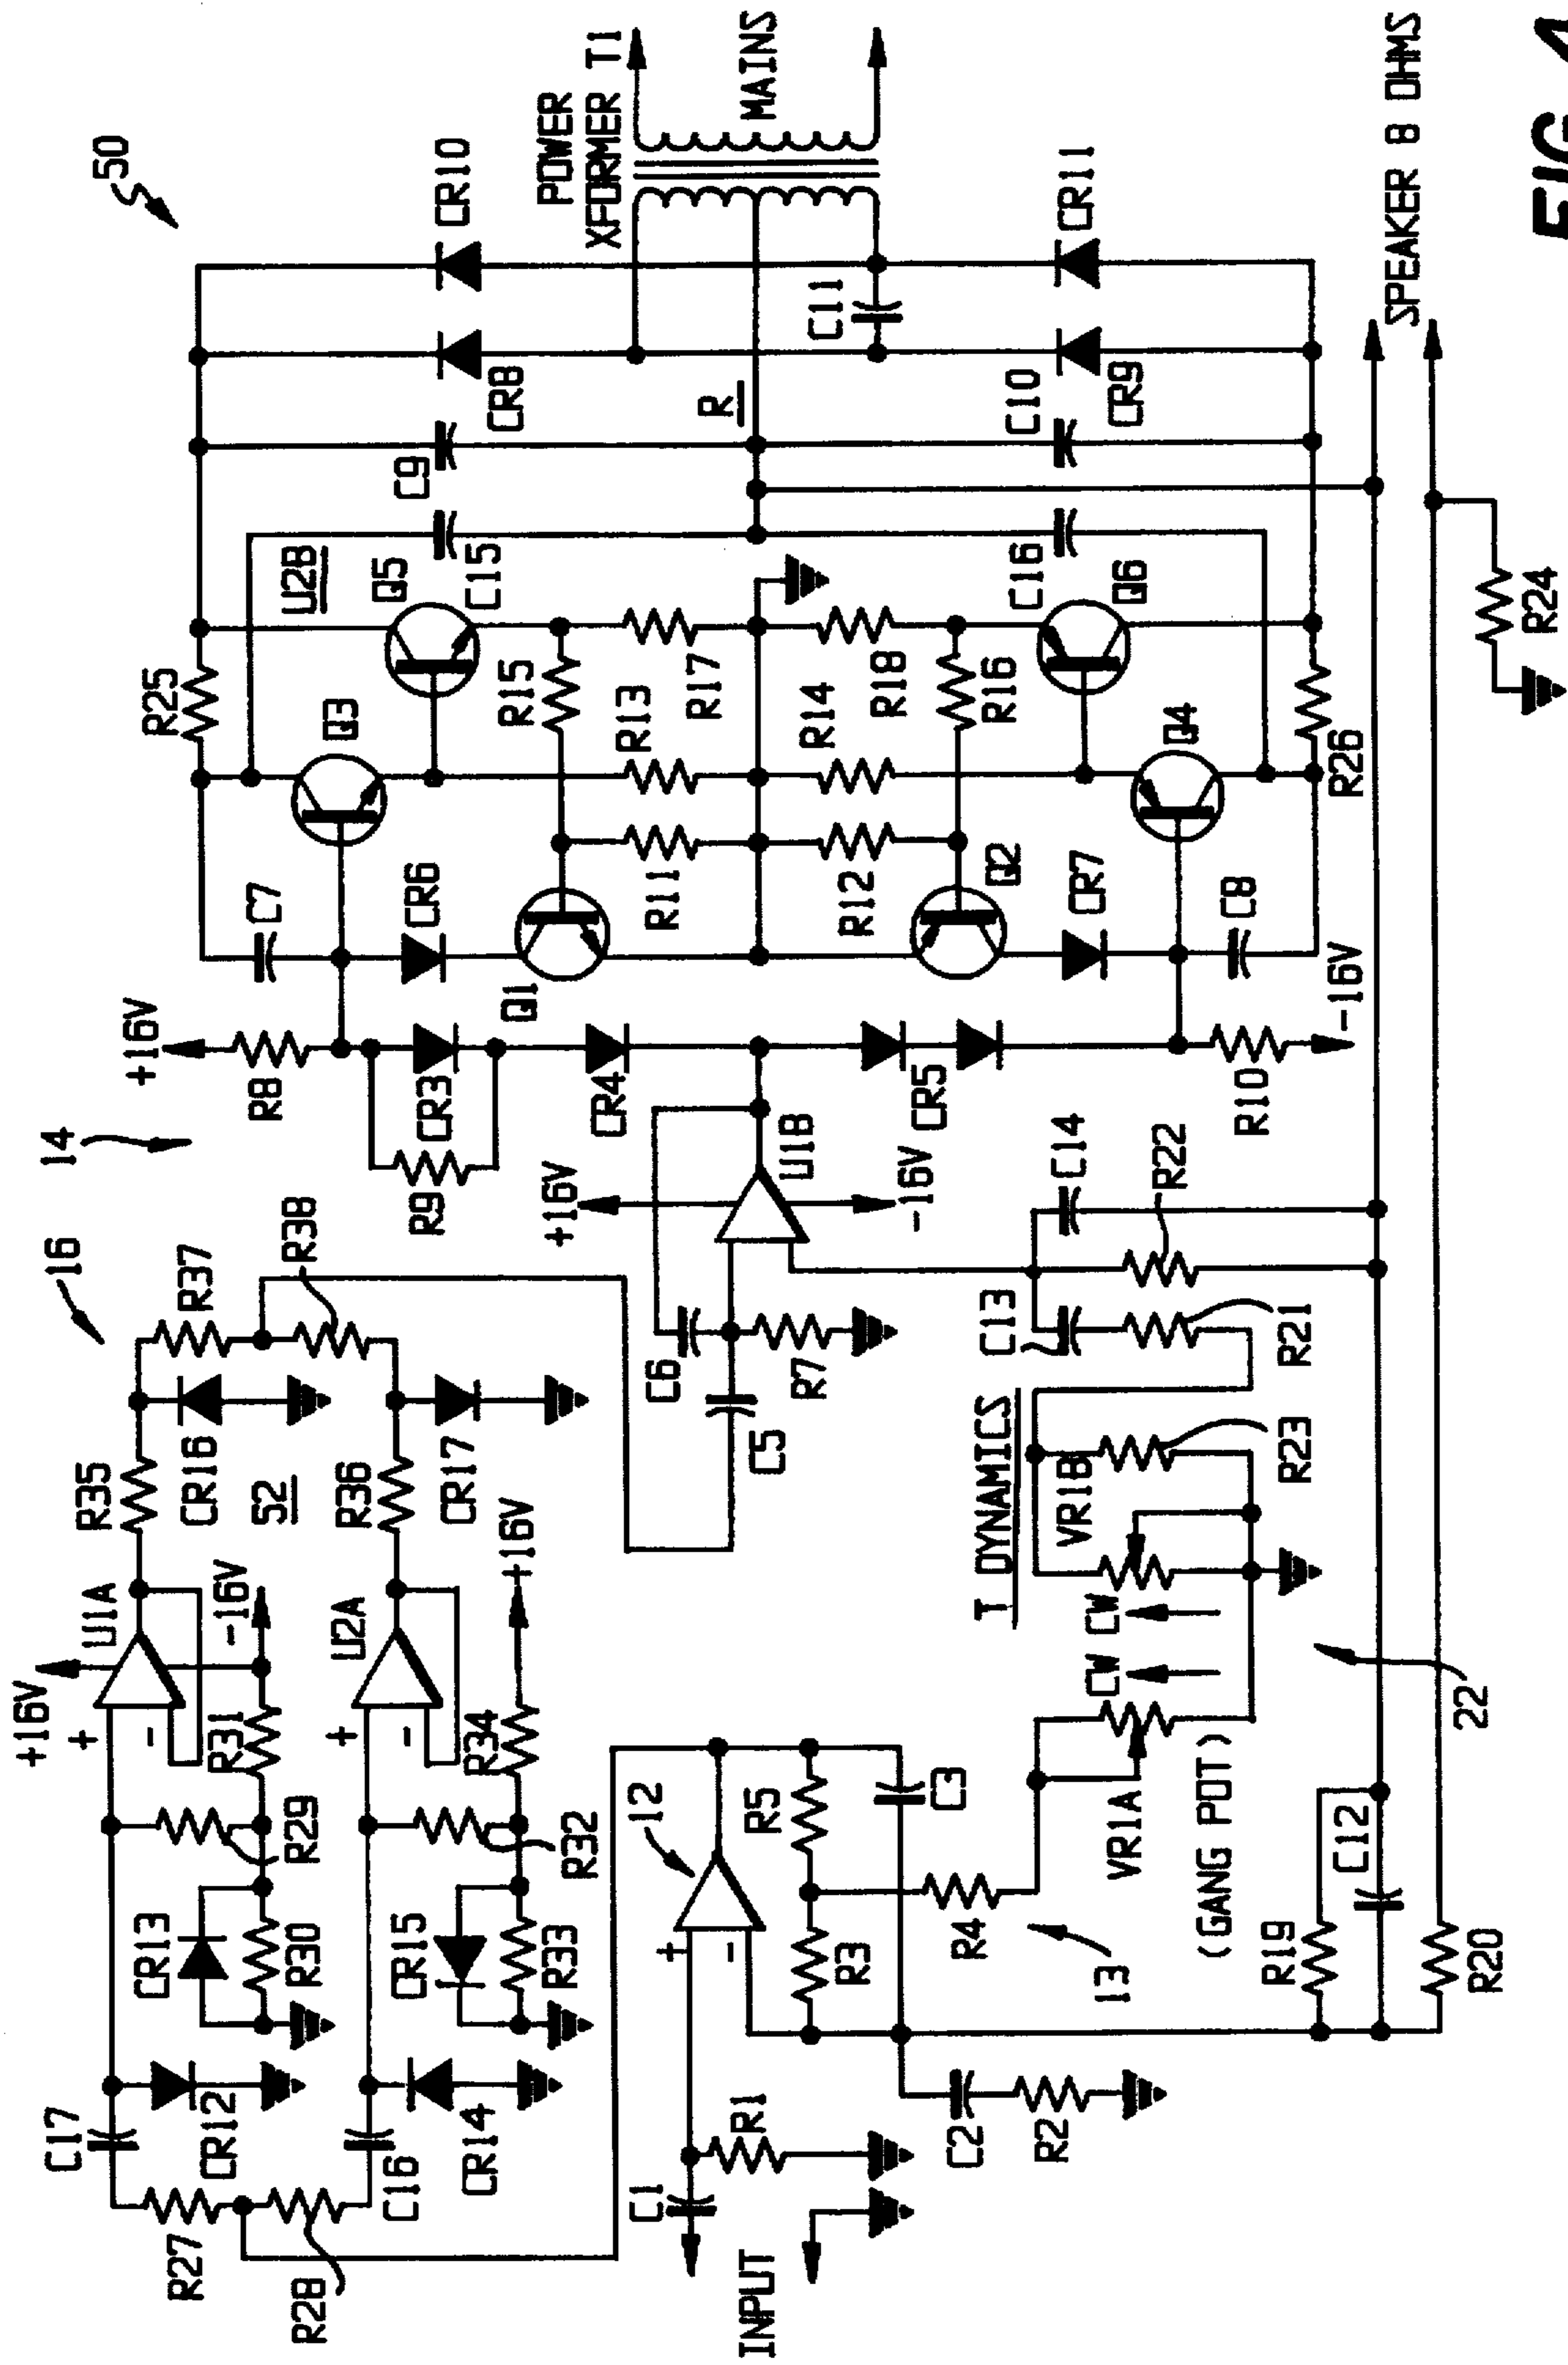 50
POWER
XFORMER T1
MAINS
CR10
CR11
C11
CR8
CR9
R
C9
C10
U2B
Q5
C15
C16
Q6
R25
Q3
R15
R13
R17
R14
R18
R16
Q4
R26
C7
CR6
Q1
R11
R12
Q2
CR7
C8
+16V
-16V
14
R8
CR3
R9
CR4
CR5
R10
+16V
U1B
-16V
C14
R22
16
R37
R38
C6
R7
C5
C13
R21
R35
CR16
52
R36
CR17
T DYNAMICS
VR1B
R23
+16V
U1A
-16V
+
-
R31
U2A
+16V
+
-
R34
R29
R32
CR13
R30
CR15
R33
12
R5
C3
+
-
R3
R4
13
CW
CW
VR1A
(GANG POT)
22
R19
C12
R20
C17
CR12
CR14
C16
R27
R28
C1
R1
C2
R2
INPUT
SPEAKER 8 OHMS
R24
FIG. 4